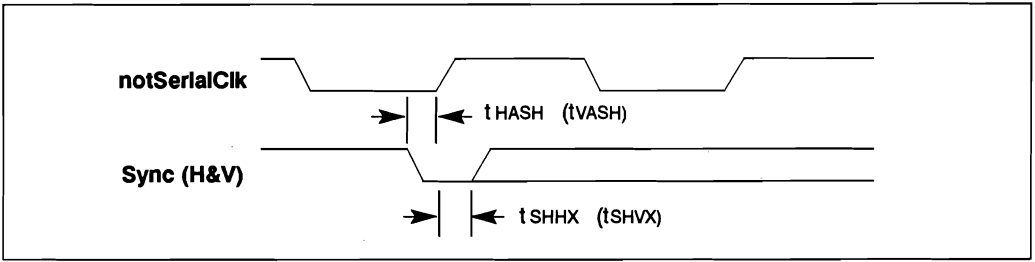 notSerialClk
t HASH (tVASH)
Sync (H&V)
t SHHX (tSHVX)